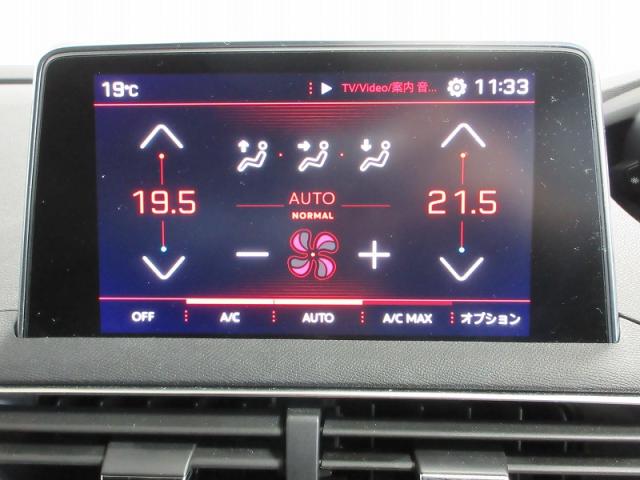 19℃ TV/Video/案内 音... 11:33
19.5 AUTO 21.5
NORMAL
OFF A/C AUTO A/C MAX オプション